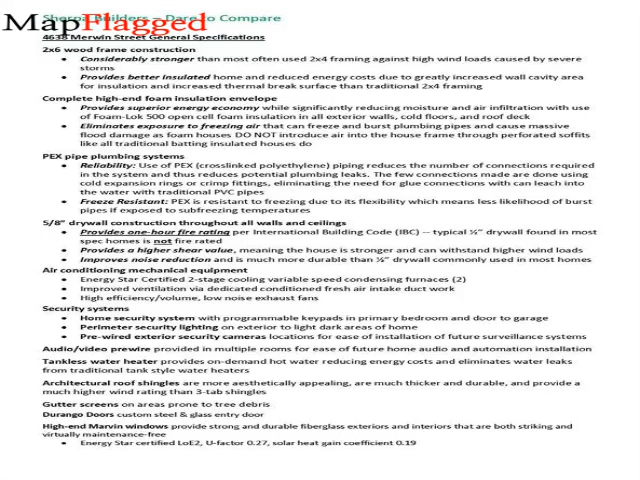 Sherpa Builders – Dare to Compare
MapFlagged
4638 Merwin Street General Specifications
2x6 wood frame construction
• Considerably stronger than most often used 2x4 framing against high wind loads caused by severe
storms
• Provides better insulated home and reduced energy costs due to greatly increased wall cavity area
for insulation and increased thermal break surface than traditional 2x4 framing
Complete high-end foam insulation envelope
• Provides superior energy economy while significantly reducing moisture and air infiltration with use
of Foam-Lok 500 open cell foam insulation in all exterior walls, cold floors, and roof deck
• Eliminates exposure to freezing air that can freeze and burst plumbing pipes and cause massive
flood damage as foam houses DO NOT introduce air into the house frame through perforated soffits
like all traditional batting insulated houses do
PEX pipe plumbing systems
• Reliability: Use of PEX (crosslinked polyethylene) piping reduces the number of connections required
in the system and thus reduces potential plumbing leaks. The few connections made are done using
cold expansion rings or crimp fittings, eliminating the need for glue connections with can leach into
the water with traditional PVC pipes
• Freeze Resistant: PEX is resistant to freezing due to its flexibility which means less likelihood of burst
pipes if exposed to subfreezing temperatures
5/8" drywall construction throughout all walls and ceilings
• Provides one-hour fire rating per International Building Code (IBC) -- typical ½" drywall found in most
spec homes is not fire rated
• Provides a higher shear value, meaning the house is stronger and can withstand higher wind loads
• Improves noise reduction and is much more durable than ½" drywall commonly used in most homes
Air conditioning mechanical equipment
• Energy Star Certified 2-stage cooling variable speed condensing furnaces (2)
• Improved ventilation via dedicated conditioned fresh air intake duct work
• High efficiency/volume, low noise exhaust fans
Security systems
• Home security system with programmable keypads in primary bedroom and door to garage
• Perimeter security lighting on exterior to light dark areas of home
• Pre-wired exterior security cameras locations for ease of installation of future surveillance systems
Audio/video prewire provided in multiple rooms for ease of future home audio and automation installation
Tankless water heater provides on-demand hot water reducing energy costs and eliminates water leaks
from traditional tank style water heaters
Architectural roof shingles are more aesthetically appealing, are much thicker and durable, and provide a
much higher wind rating than 3-tab shingles
Gutter screens on areas prone to tree debris
Durango Doors custom steel & glass entry door
High-end Marvin windows provide strong and durable fiberglass exteriors and interiors that are both striking and
virtually maintenance-free
• Energy Star certified LoE2, U-factor 0.27, solar heat gain coefficient 0.19